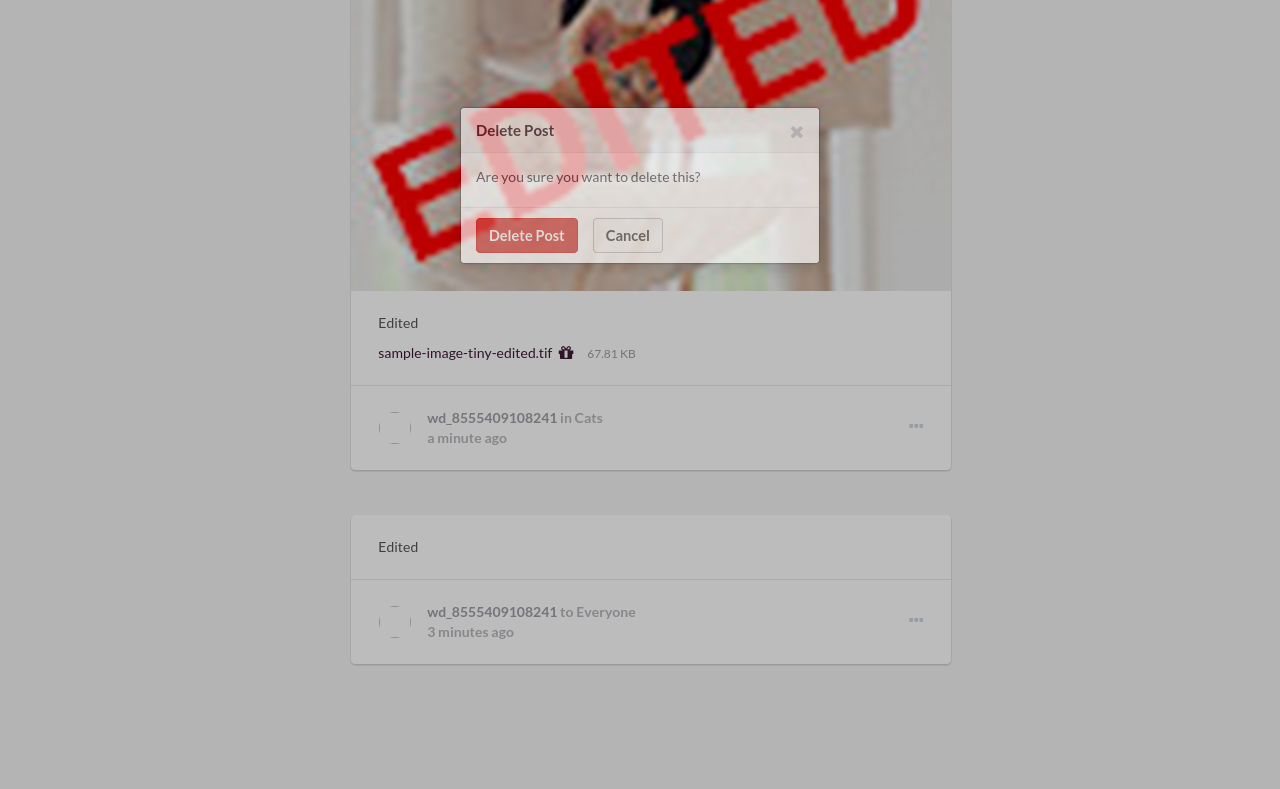 EDITED
Delete Post
Are you sure you want to delete this?
Delete Post Cancel
Edited
sample-image-tiny-edited.tif 67.81 KB
wd_8555409108241 in Cats
a minute ago
Edited
wd_8555409108241 to Everyone
3 minutes ago